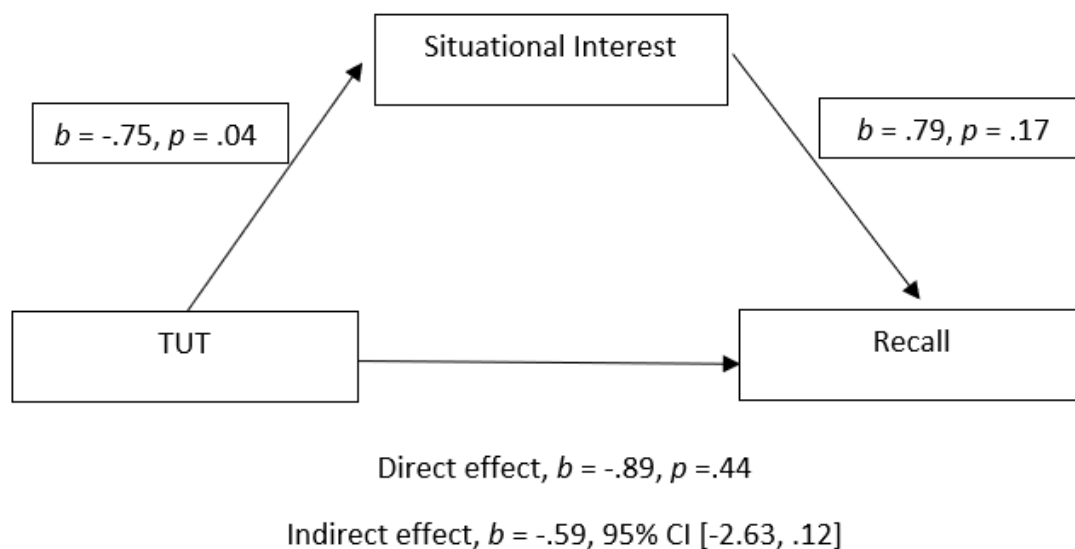 Situational Interest
b = -.75, p = .04
b = .79, p = .17
TUT
Recall
Direct effect, b = -.89, p =.44
Indirect effect, b = -.59, 95% CI [-2.63, .12]